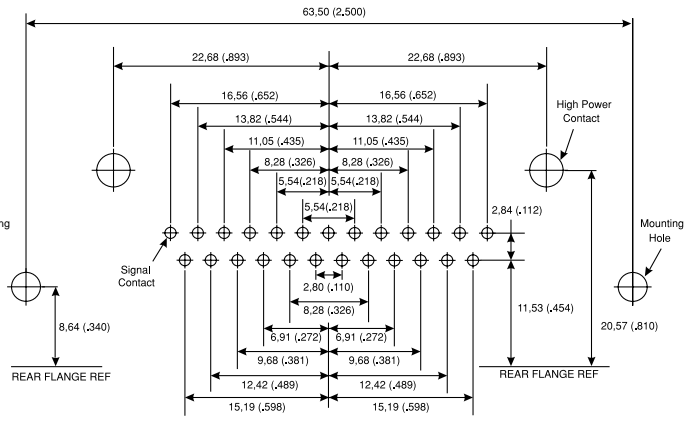 63,50 (2.500)
22,68 (.893) 22,68 (.893)
16,56 (.652) 16,56 (.652)
High Power
Contact
13,82 (.544) 13,82 (.544)
11,05 (.435) 11,05 (.435)
8,28 (.326) 8,28 (.326)
5,54(.218) 5,54(.218)
5,54(.218)
2,84 (.112)
ng
Mounting
Hole
Signal
Contact
2,80 (.110)
8,28 (.326)
11,53 (.454)
8,64 (.340)
6,91 (.272) 6,91 (.272)
20,57 (.810)
9,68 (.381) 9,68 (.381)
REAR FLANGE REF REAR FLANGE REF
12,42 (.489) 12,42 (.489)
15,19 (.598) 15,19 (.598)